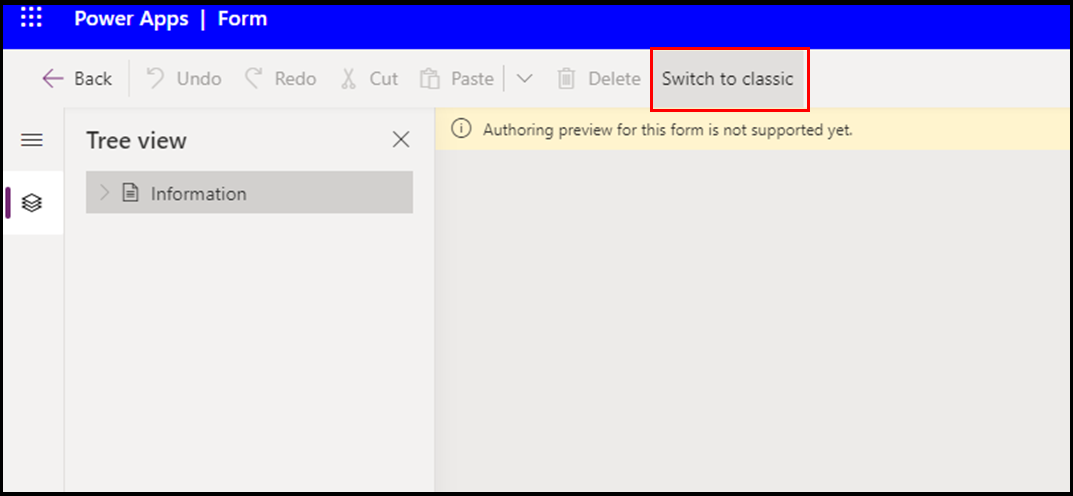 Power Apps | Form
Back Undo Redo Cut Paste Delete Switch to classic
Tree view
Authoring preview for this form is not supported yet.
Information